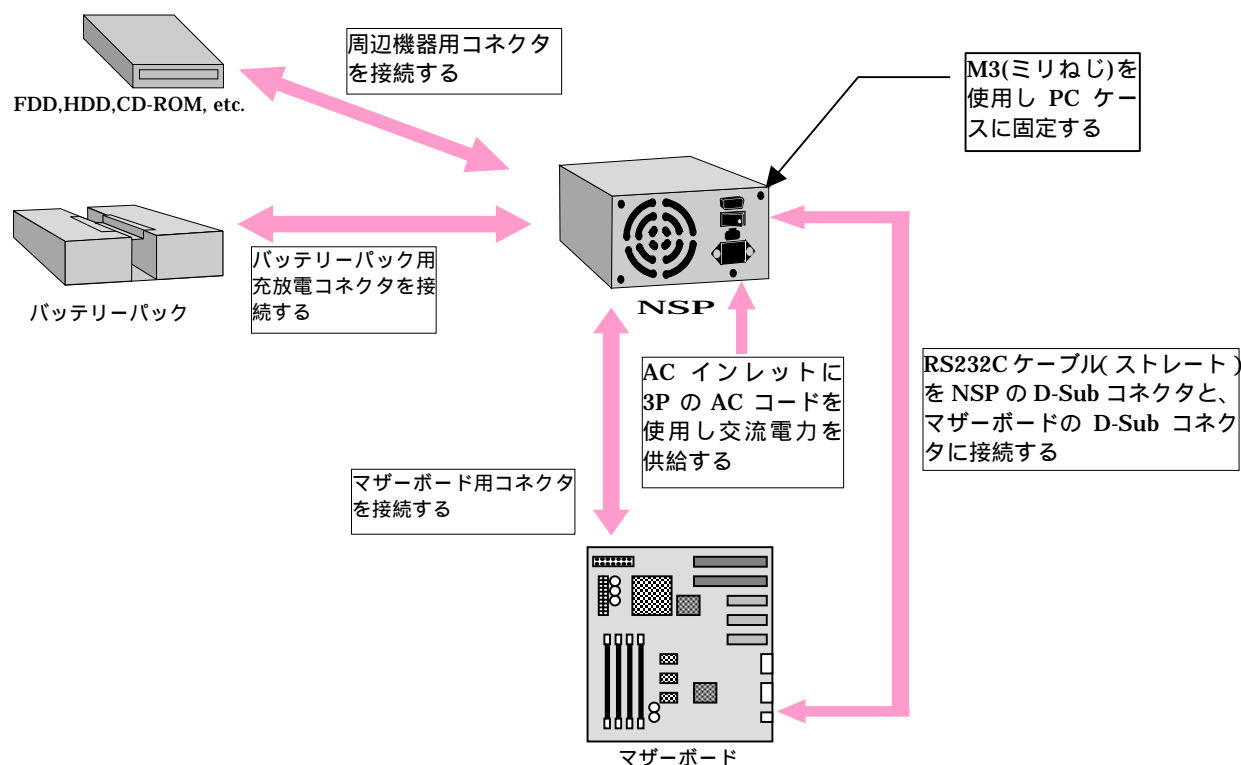 周辺機器用コネクタ
を接続する
FDD,HDD,CD-ROM, etc.
M3(ミリねじ)を
使用し PC ケー
スに固定する
バッテリーパック
バッテリーパック用
充放電コネクタを接
続する
NSP
AC インレットに
3P の AC コードを
使用し交流電力を
供給する
RS232C ケーブル(ストレート)
を NSP の D-Sub コネクタと、
マザーボードの D-Sub コネク
タに接続する
マザーボード用コネクタ
を接続する
マザーボード